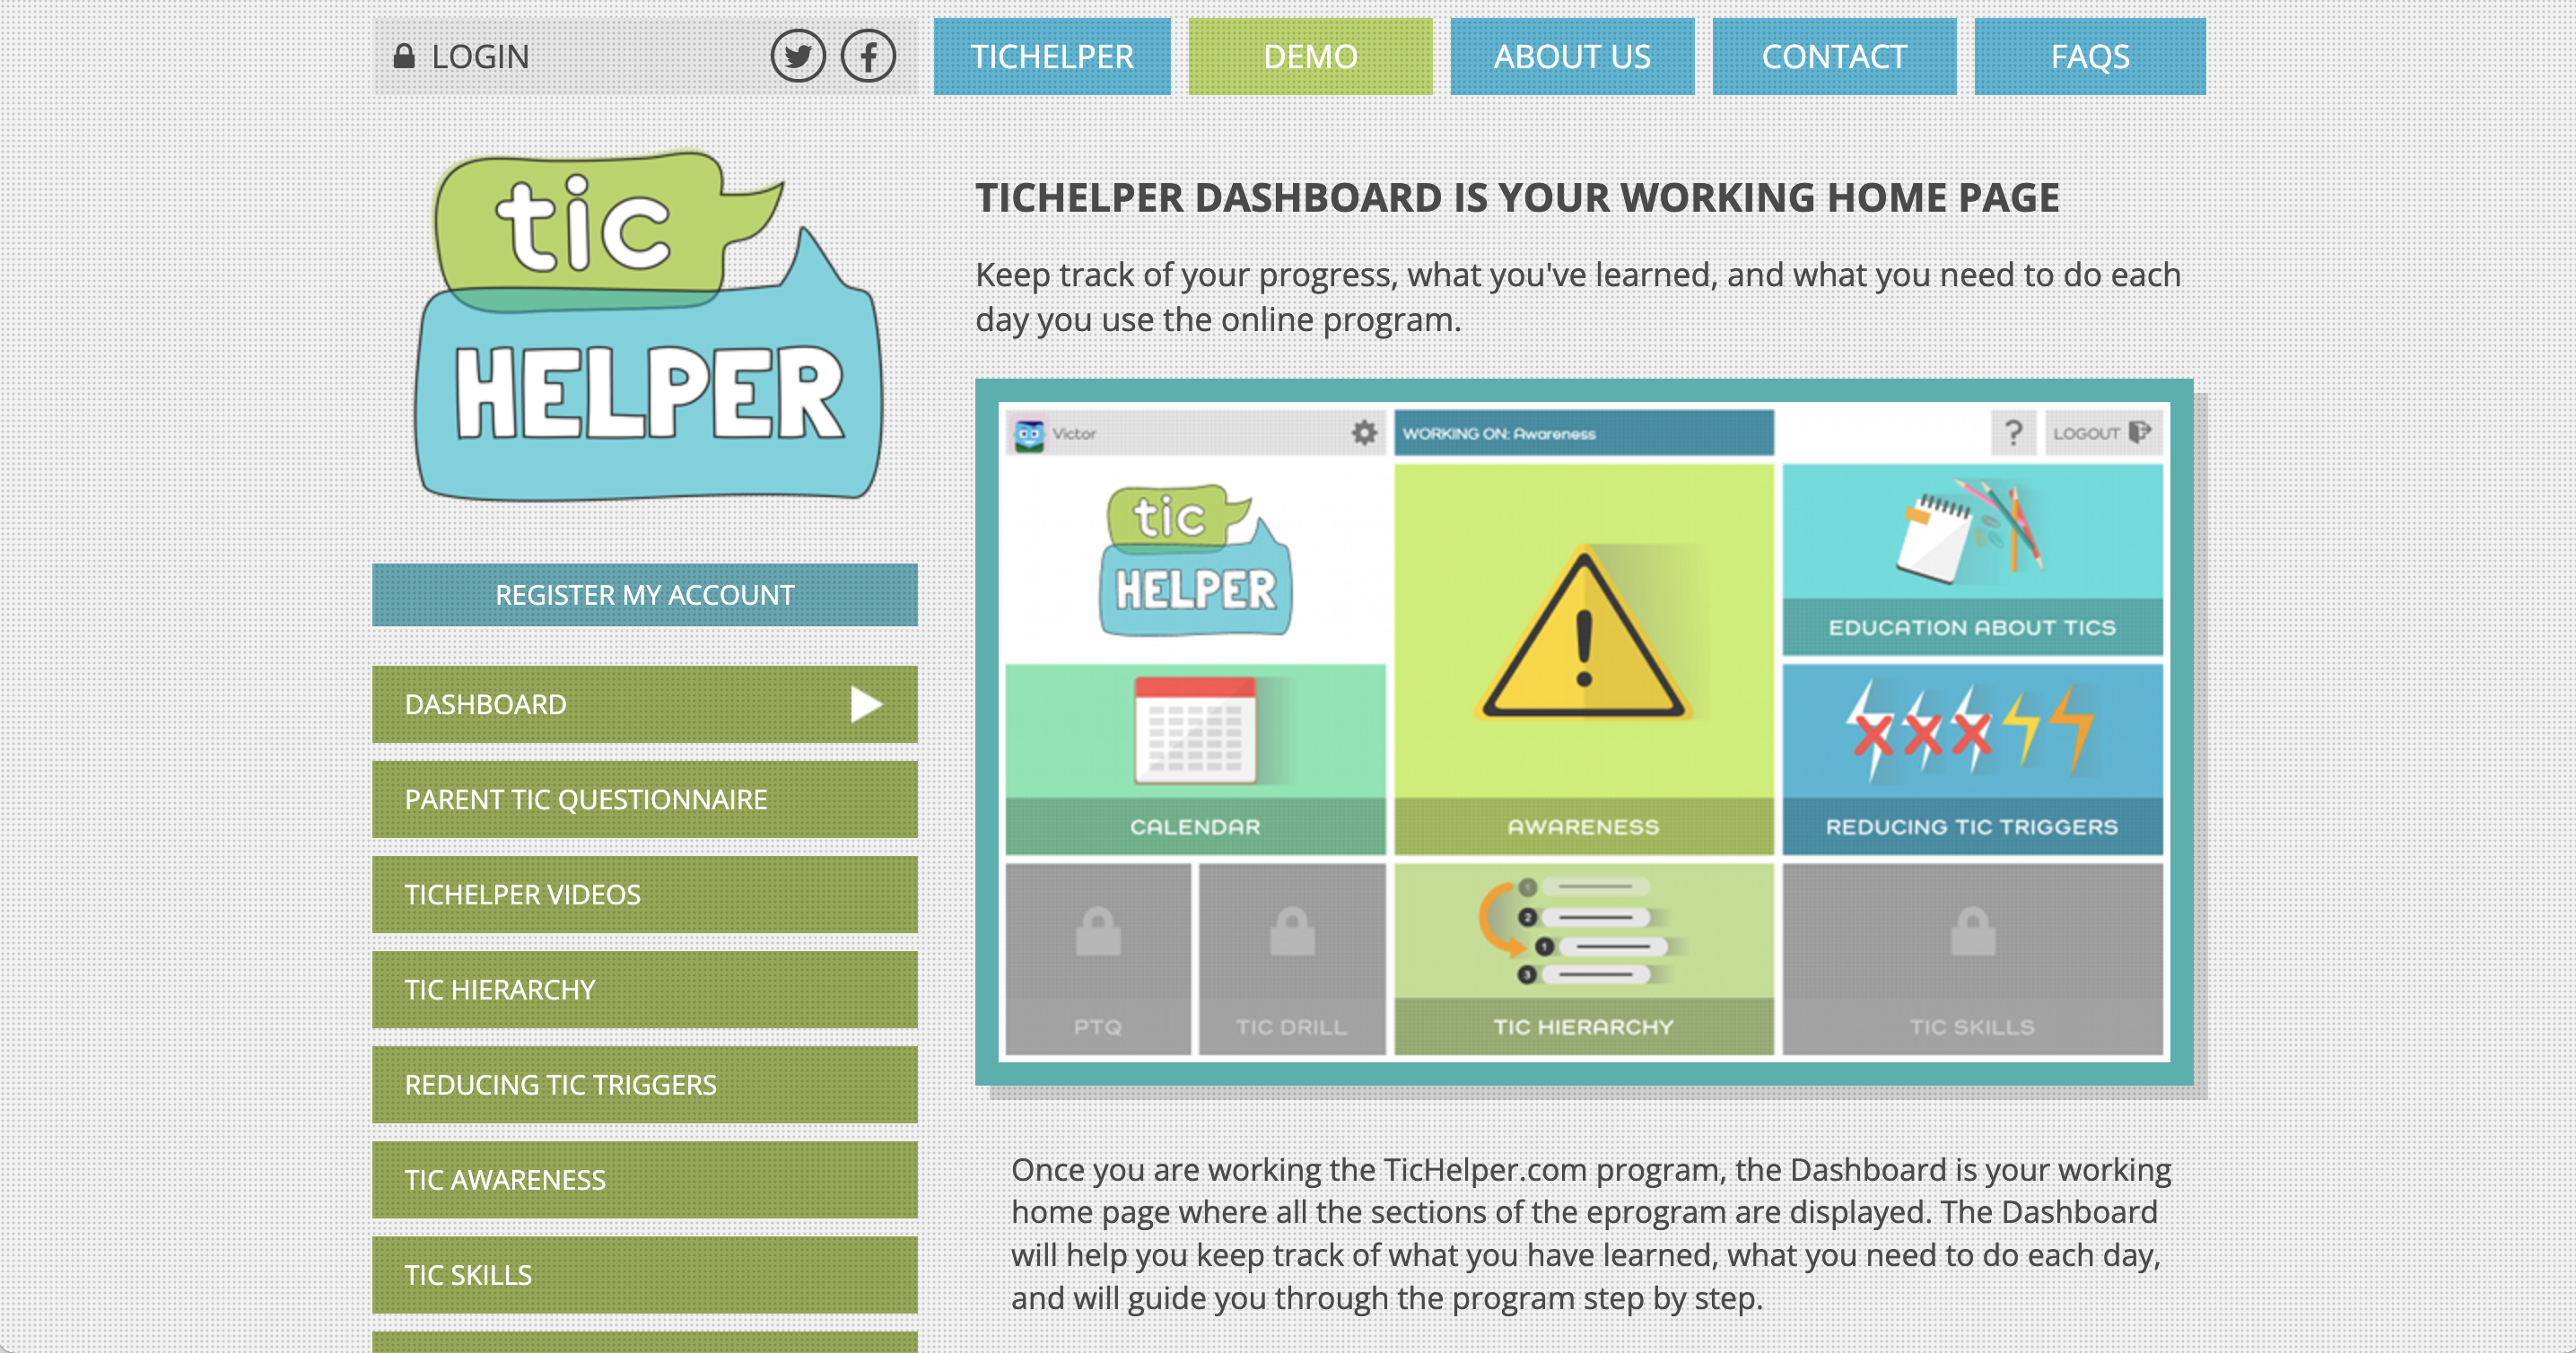 LOGIN
TICHELPER
DEMO
ABOUT US
CONTACT
FAQS
tic
HELPER
REGISTER MY ACCOUNT
DASHBOARD
PARENT TIC QUESTIONNAIRE
TICHELPER VIDEOS
TIC HIERARCHY
REDUCING TIC TRIGGERS
TIC AWARENESS
TIC SKILLS
TICHELPER DASHBOARD IS YOUR WORKING HOME PAGE
Keep track of your progress, what you've learned, and what you need to do each
day you use the online program.
Victor
WORKING ON: Awareness
?
LOGOUT
tic
HELPER
!
EDUCATION ABOUT TICS
CALENDAR
AWARENESS
REDUCING TIC TRIGGERS
1
2
1
3
PTQ
TIC DRILL
TIC HIERARCHY
TIC SKILLS
Once you are working the TicHelper.com program, the Dashboard is your working
home page where all the sections of the eprogram are displayed. The Dashboard
will help you keep track of what you have learned, what you need to do each day,
and will guide you through the program step by step.